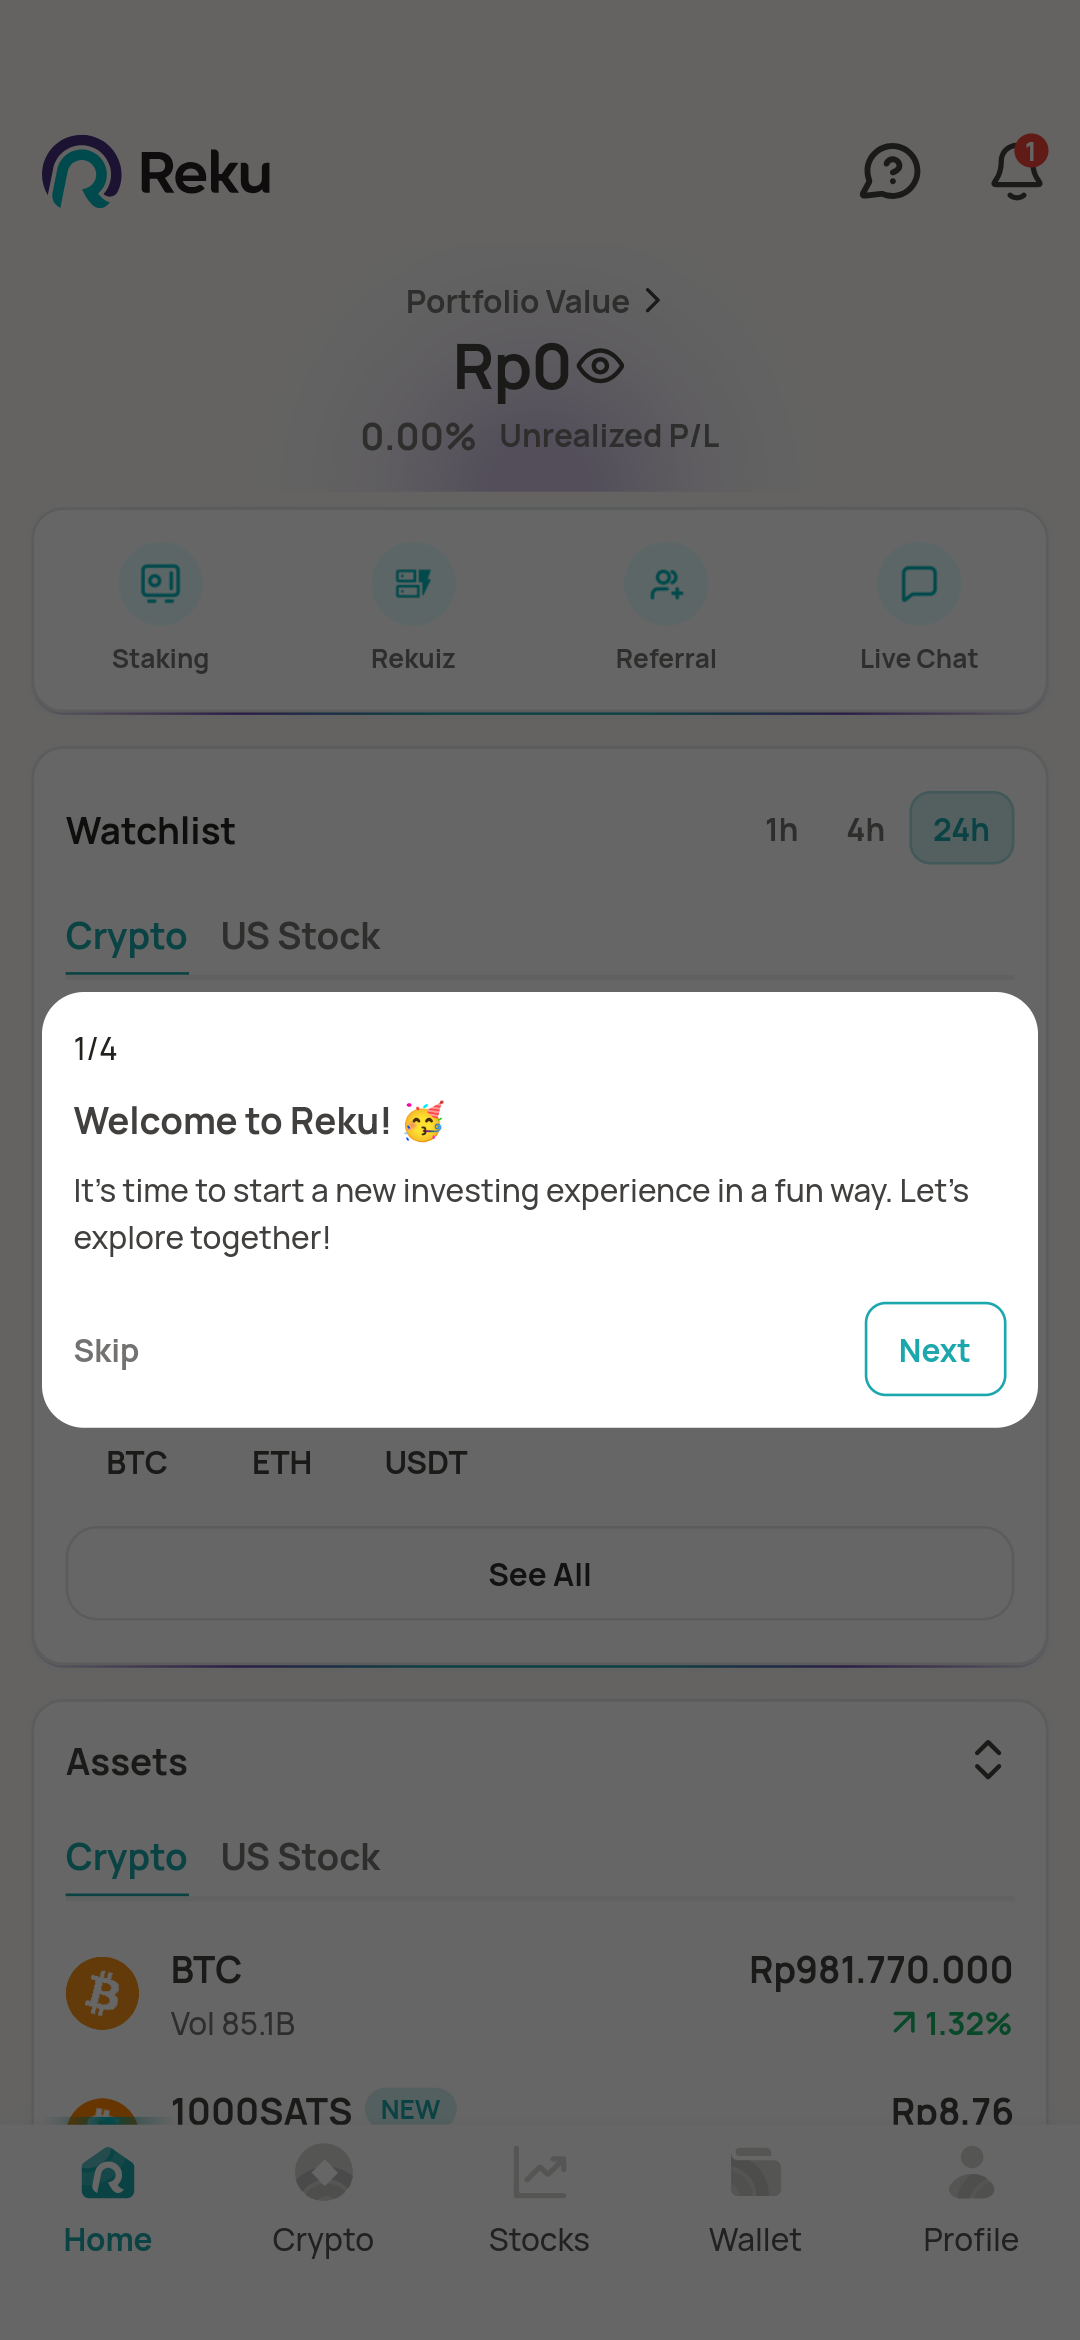 Reku
1
Portfolio Value
Rp0
0.00% Unrealized P/L
Staking Rekuiz Referral Live Chat
Watchlist 1h 4h 24h
Crypto US Stock
1/4
Welcome to Reku! 🥳
It's time to start a new investing experience in a fun way. Let's
explore together!
Skip Next
BTC ETH USDT
See All
Assets
Crypto US Stock
BTC Rp981.770.000
Vol 85.1B 1.32%
1000SATS NEW Rp8.76
Home Crypto Stocks Wallet Profile